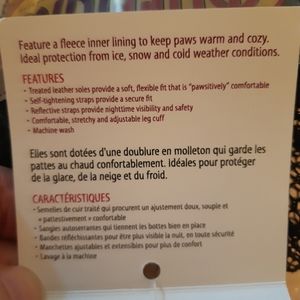 Feature a fleece inner lining to keep paws warm and cozy.
Ideal protection from ice, snow and cold weather conditions.
FEATURES
• Treated leather soles provide a soft, flexible fit that is "pawsitively" comfortable
• Self-tightening straps provide a secure fit
• Reflective straps provide nighttime visibility and safety
• Comfortable, stretchy and adjustable leg cuff
• Machine wash
Elles sont dotées d'une doublure en molleton qui garde les
pattes au chaud confortablement. Idéales pour protéger
de la glace, de la neige et du froid.
CARACTÉRISTIQUES
• Semelles de cuir traité qui procurent un ajustement doux, souple et
« pattestivement » confortable
• Sangles autoserrantes qui tiennent les bottes bien en place
• Bandes réfléchissantes pour être plus visible la nuit, en toute sécurité
• Manchettes ajustables et extensibles pour plus de confort
• Lavage à la machine